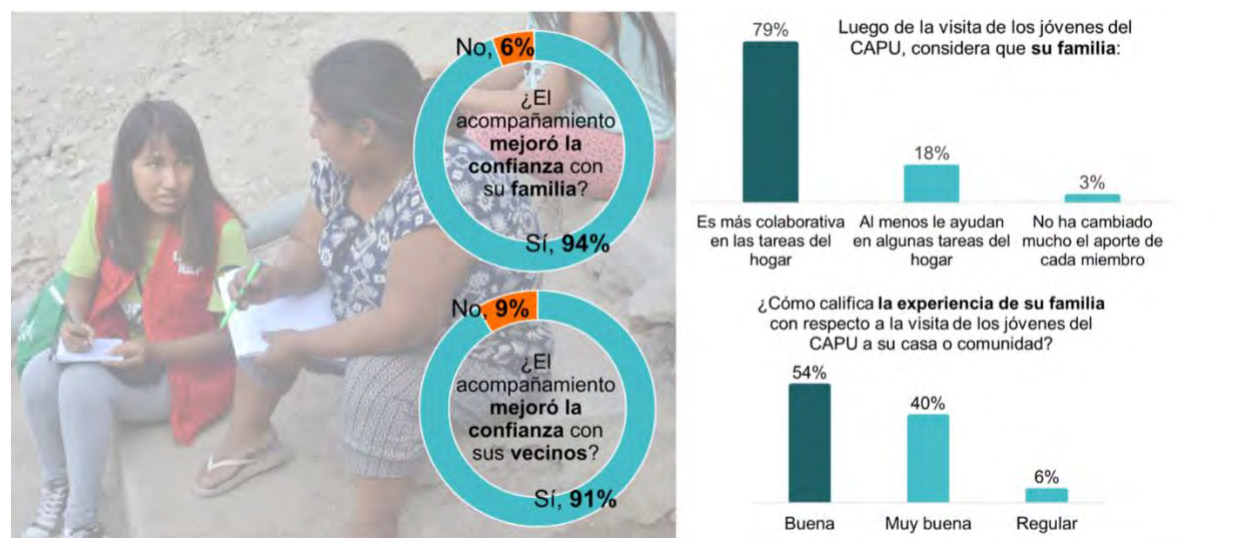 No, 6%
¿El
acompañamiento
mejoró la
confianza con
su familia?
Sí, 94%
No, 9%
¿El
acompañamiento
mejoró la
confianza con
sus vecinos?
Sí, 91%
Luego de la visita de los jóvenes del
CAPU, considera que su familia:
79%
18%
3%
Es más colaborativa
en las tareas del
hogar
Al menos le ayudan
en algunas tareas del
hogar
No ha cambiado
mucho el aporte de
cada miembro
¿Cómo califica la experiencia de su familia
con respecto a la visita de los jóvenes del
CAPU a su casa o comunidad?
54%
40%
6%
Buena
Muy buena
Regular